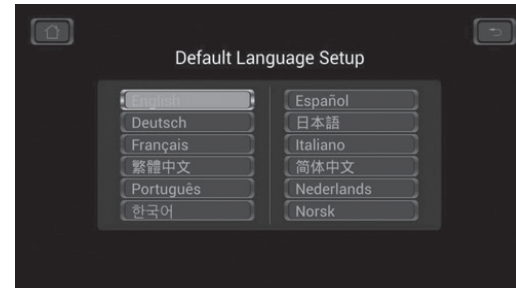 Default Language Setup
English
Español
Deutsch
日本語
Français
Italiano
繁體中文
简体中文
Português
Nederlands
한국어
Norsk